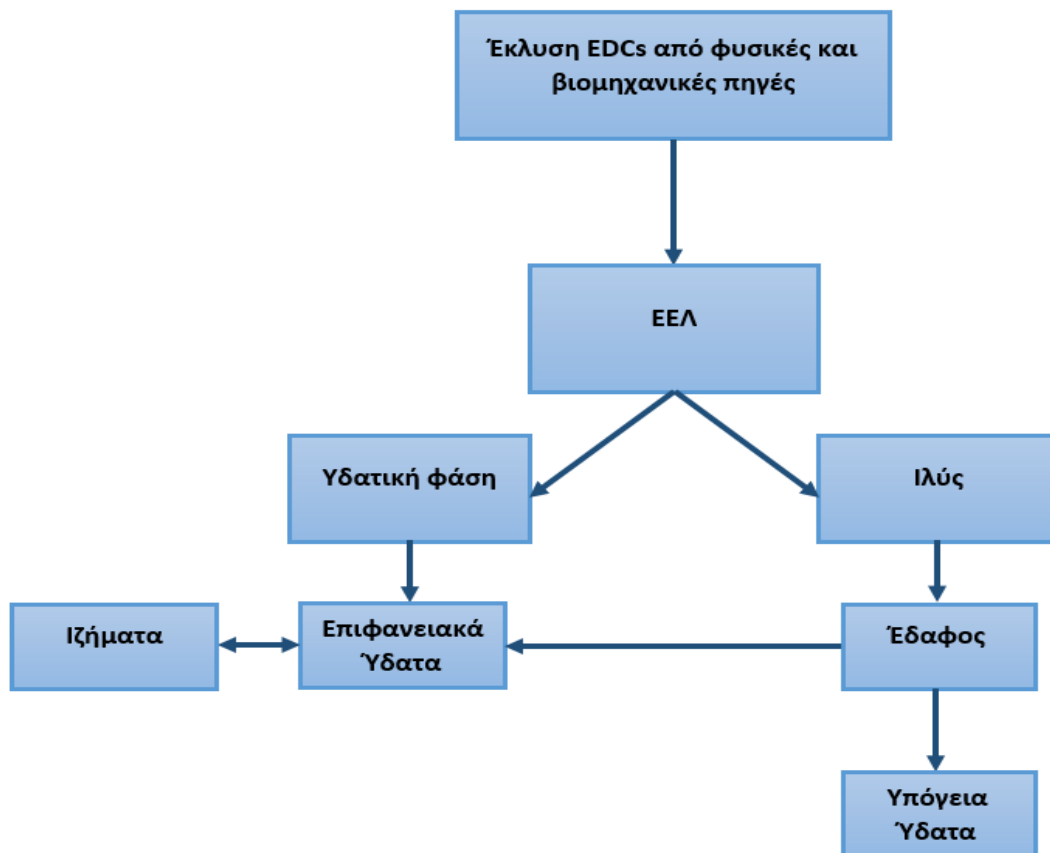 Έκλυση EDCs από φυσικές και
βιομηχανικές πηγές
ΕΕΛ
Υδατική φάση
Ιλύς
Ιζήματα
Επιφανειακά
Ύδατα
Έδαφος
Υπόγεια
Ύδατα